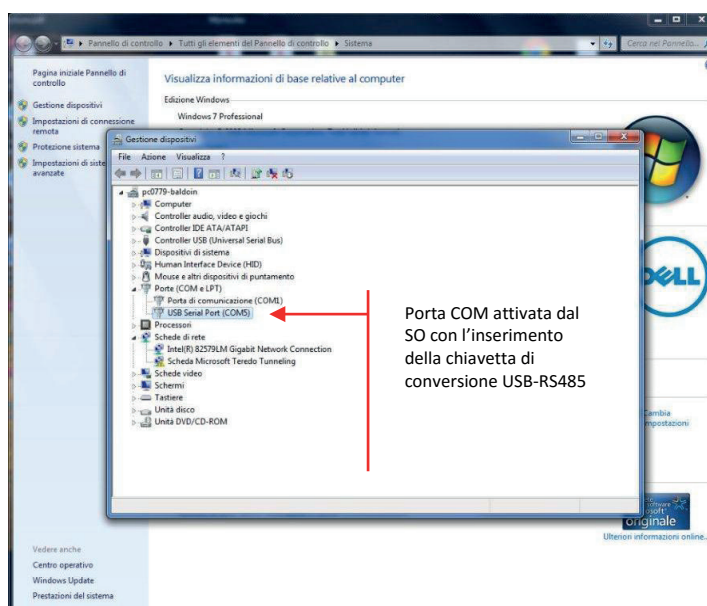 Pannello di controllo ▸ Tutti gli elementi del Pannello di controllo ▸ Sistema
Cerca nel Pannello...
Pagina iniziale Pannello di
controllo
Gestione dispositivi
Impostazioni di connessione
remota
Protezione sistema
Impostazioni di siste
avanzate
Visualizza informazioni di base relative al computer
Edizione Windows
Windows 7 Professional
Gestione dispositivi
File Azione Visualizza ?
pc0779-baldoin
Computer
Controller audio, video e giochi
Controller IDE ATA/ATAPI
Controller USB (Universal Serial Bus)
Dispositivi di sistema
Human Interface Device (HID)
Mouse e altri dispositivi di puntamento
Porte (COM e LPT)
Porta di comunicazione (COM1)
USB Serial Port (COM5)
Processori
Schede di rete
Intel(R) 82579LM Gigabit Network Connection
Scheda Microsoft Teredo Tunneling
Schede video
Schermi
Tastiere
Unità disco
Unità DVD/CD-ROM
Porta COM attivata dal
SO con l’inserimento
della chiavetta di
conversione USB-RS485
DELL
Cambia
mpostazioni
software
originale
Ulteriori informazioni online..
Vedere anche
Centro operativo
Windows Update
Prestazioni del sistema